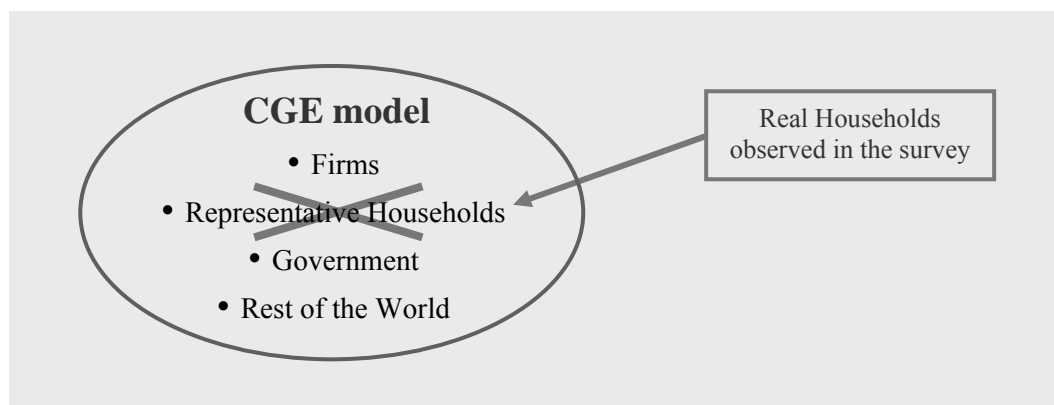 CGE model
• Firms
• Representative Households
• Government
• Rest of the World
Real Households
observed in the survey